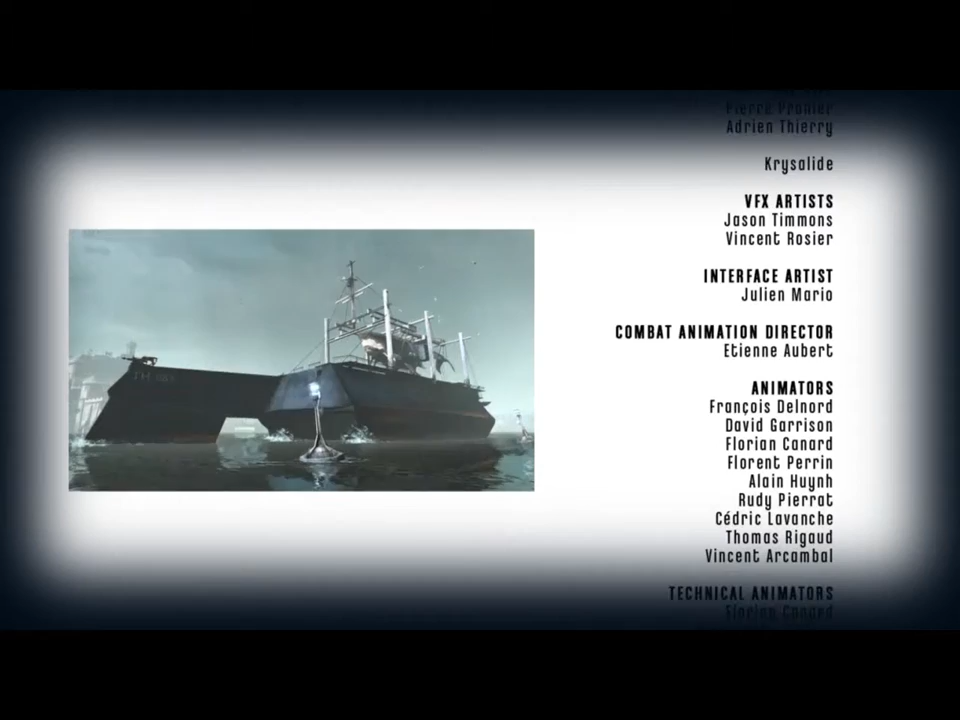 Adrien Thierry
Krysalide
VFX ARTISTS
Jason Timmons
Vincent Rosier
INTERFACE ARTIST
Julien Mario
COMBAT ANIMATION DIRECTOR
Etienne Aubert
ANIMATORS
François Delnord
David Garrison
Florian Canard
Florent Perrin
Alain Huynh
Rudy Pierrat
Cédric Lavanche
Thomas Rigaud
Vincent Arcambal
TECHNICAL ANIMATORS
Florian Canard